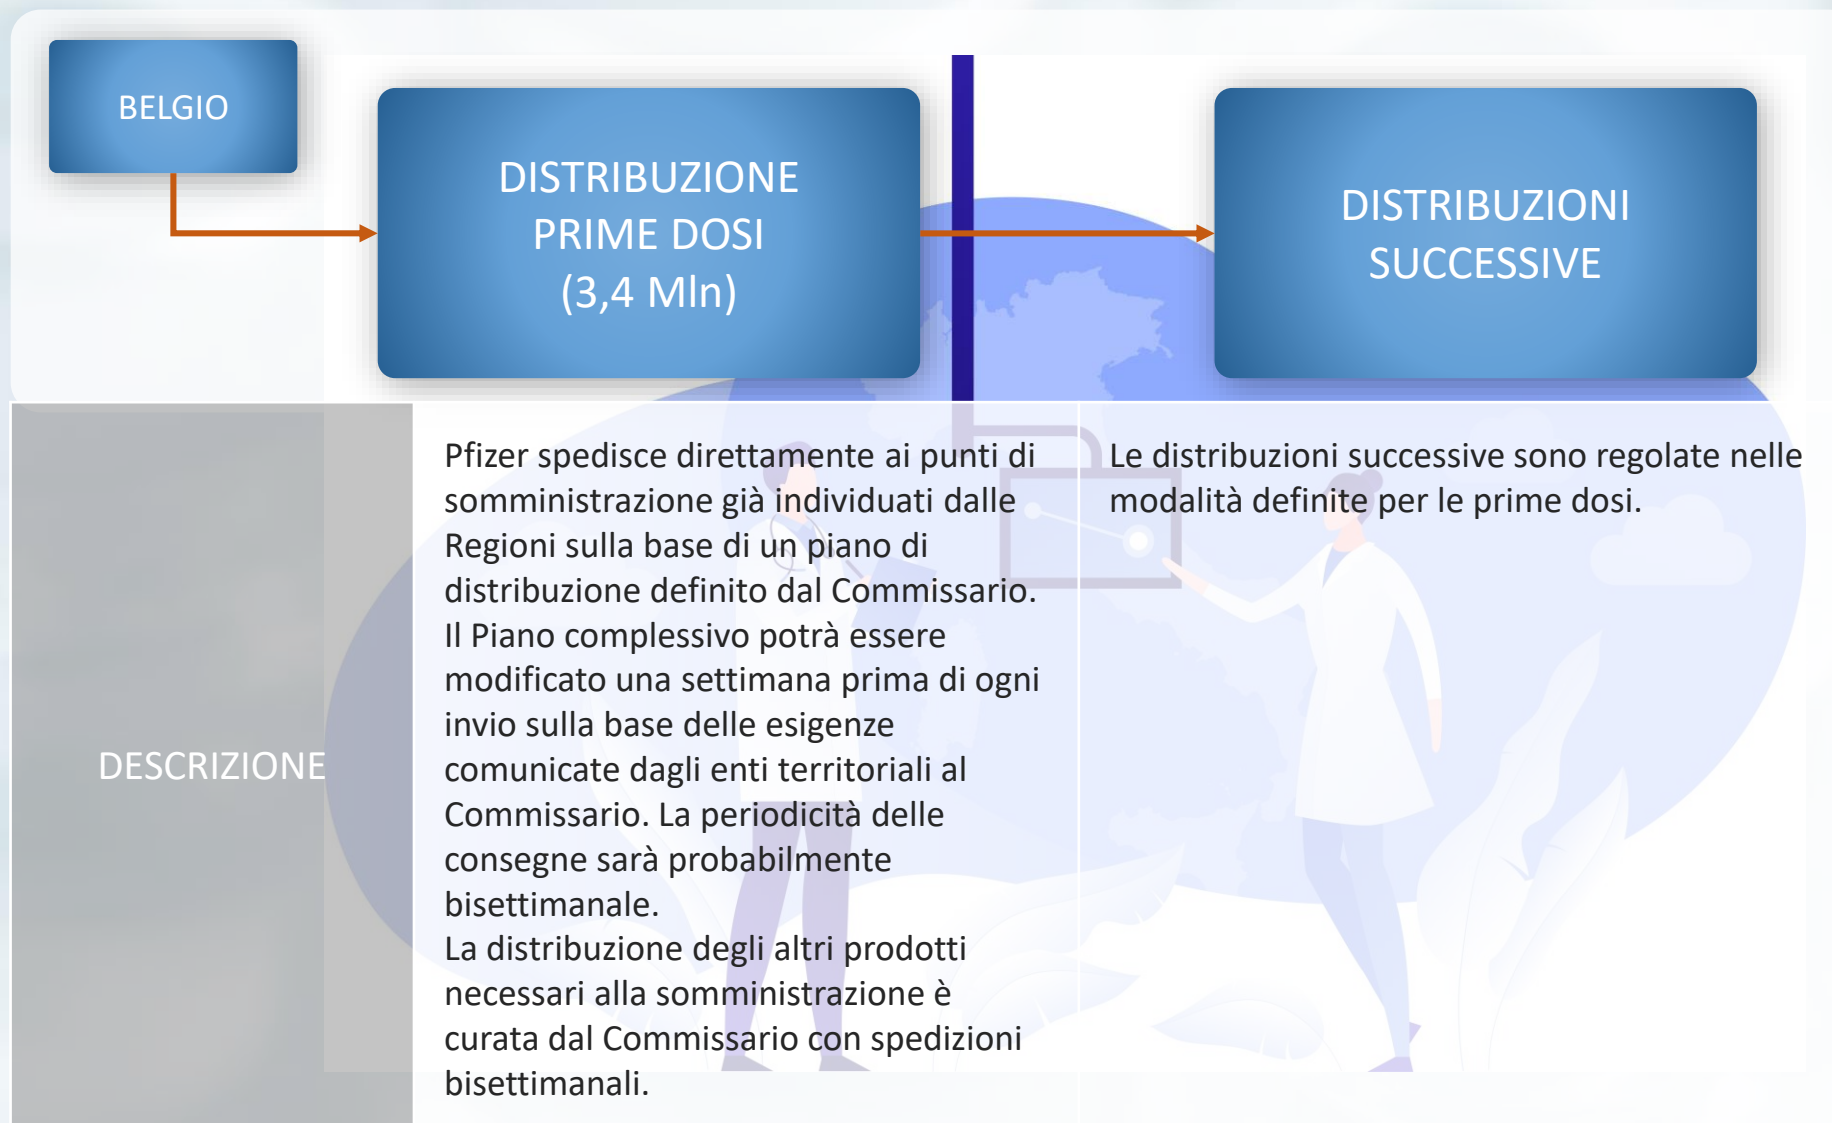 BELGIO
DISTRIBUZIONE
PRIME DOSI
(3,4 Mln)
DISTRIBUZIONI
SUCCESSIVE
DESCRIZIONE
Pfizer spedisce direttamente ai punti di
somministrazione già individuati dalle
Regioni sulla base di un piano di
distribuzione definito dal Commissario.
Il Piano complessivo potrà essere
modificato una settimana prima di ogni
invio sulla base delle esigenze
comunicate dagli enti territoriali al
Commissario. La periodicità delle
consegne sarà probabilmente
bisettimanale.
La distribuzione degli altri prodotti
necessari alla somministrazione è
curata dal Commissario con spedizioni
bisettimanali.
Le distribuzioni successive sono regolate nelle
modalità definite per le prime dosi.